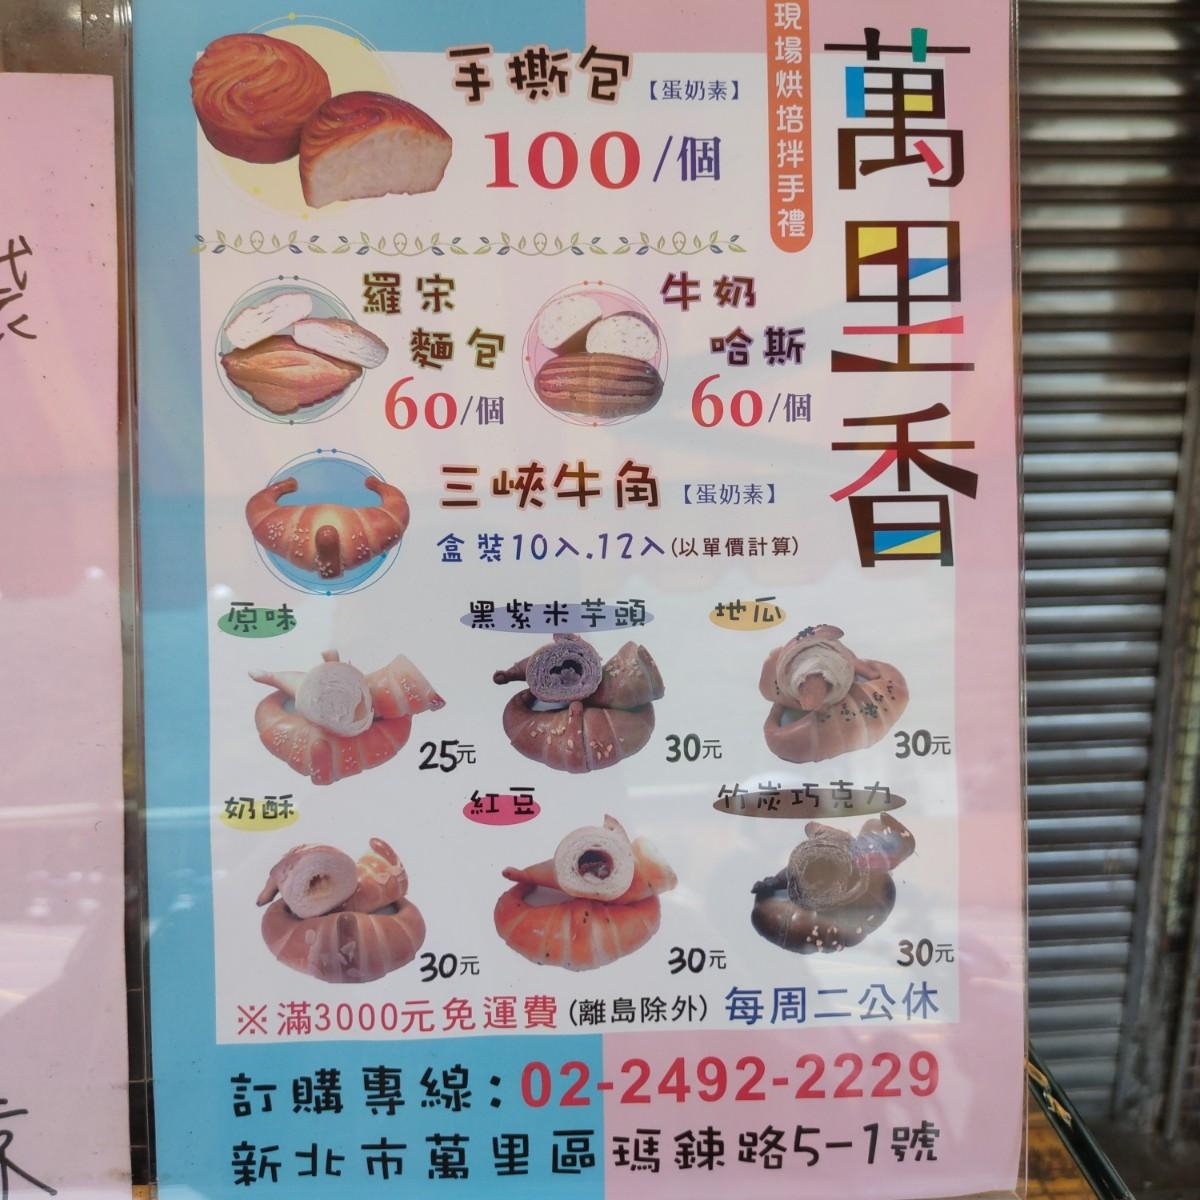 萬里香
現場烘培拌手禮
手撕包【蛋奶素】
100/個
羅宋
麵包
60/個
牛奶
哈斯
60/個
三峽牛角【蛋奶素】
盒裝10入.12入(以單價計算)
原味
25元
黑紫米芋頭
30元
地瓜
30元
奶酥
30元
紅豆
30元
竹炭巧克力
30元
※滿3000元免運費(離島除外) 每周二公休
訂購專線:02-2492-2229
新北市萬里區瑪鋉路5-1號
袋